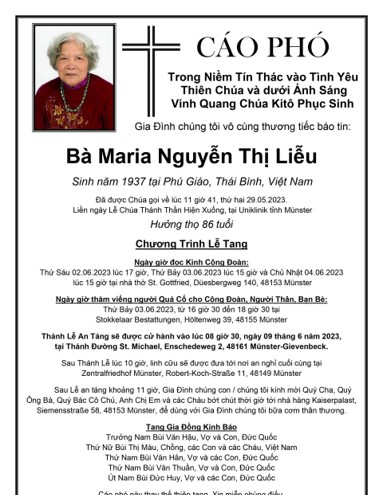 CÁO PHÓ
Trong Niềm Tín Thác vào Tình Yêu
Thiên Chúa và dưới Ánh Sáng
Vinh Quang Chúa Kitô Phục Sinh
Gia Đình chúng tôi vô cùng thương tiếc báo tin:
Bà Maria Nguyễn Thị Liễu
Sinh năm 1937 tại Phú Giáo, Thái Bình, Việt Nam
Đã được Chúa gọi về lúc 11 giờ 41, thứ hai 29.05.2023.
Liền ngày Lễ Chúa Thánh Thần Hiện Xuống, tại Uniklinik tỉnh Münster
Hưởng thọ 86 tuổi
Chương Trình Lễ Tang
Ngày giờ đọc Kinh Cộng Đoàn:
Thứ Sáu 02.06.2023 lúc 17 giờ, Thứ Bảy 03.06.2023 lúc 15 giờ và Chủ Nhật 04.06.2023
lúc 15 giờ tại nhà thờ St. Gottfried, Düesbergweg 140, 48153 Münster
Ngày giờ thăm viếng người Quá Cố cho Cộng Đoàn, Người Thân, Bạn Bè:
Thứ Bảy 03.06.2023, từ 16 giờ 30 đến 18 giờ 30 tại
Stokkelaar Bestattungen, Höltenweg 39, 48155 Münster
Thánh Lễ An Táng sẽ được cử hành vào lúc 08 giờ 30, ngày 09 tháng 6 năm 2023,
tại Thánh Đường St. Michael, Enschedeweg 2, 48161 Münster-Gievenbeck.
Sau Thánh Lễ lúc 10 giờ, linh cữu sẽ được đưa tới nơi an nghỉ cuối cùng tại
Zentralfriedhof Münster, Robert-Koch-Straße 11, 48149 Münster
Sau Lễ an táng khoảng 11 giờ, Gia Đình chúng con / chúng tôi kính mời Quý Cha, Quý
Ông Bà, Quý Bác Cô Chú, Anh Chị Em và các Cháu bớt chút thời giờ tới nhà hàng Kaiserpalast,
Siemensstraße 58, 48153 Münster, để dùng với Gia Đình chúng tôi bữa cơm thân thương.
Tang Gia Đồng Kính Báo
Trưởng Nam Bùi Văn Hậu, Vợ và Con, Đức Quốc
Thứ Nữ Bùi Thị Màu, Chồng, các Con và các Cháu, Việt Nam
Thứ Nam Bùi Văn Hân, Vợ và các Con, Đức Quốc
Thứ Nam Bùi Văn Thuần, Vợ và các Con, Đức Quốc
Út Nam Bùi Đức Huy, Vợ và các con, Đức Quốc
Cáo phó này thay thế thiệp tang. Xin miễn phúng điếu